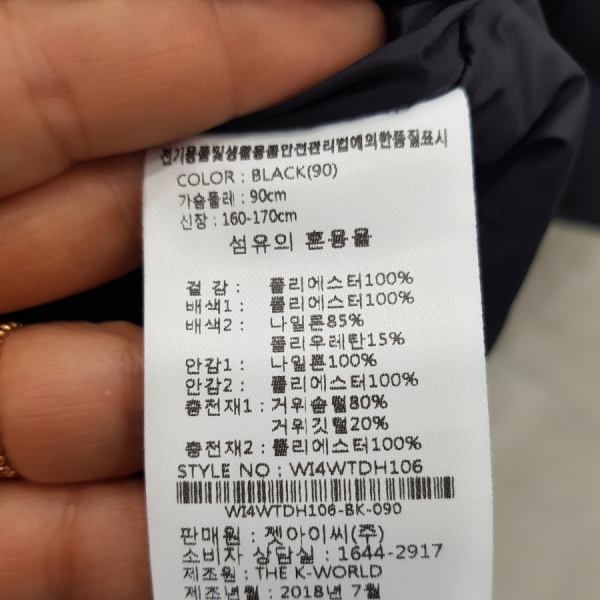 전기용품및생활용품안전관리법에의한품질표시
COLOR : BLACK(90)
가슴둘레 : 90cm
신장 : 160-170cm
섬유의 혼용율
겉 감 : 폴리에스터100%
배색1 : 폴리에스터100%
배색2 : 나일론85%
폴리우레탄15%
안감1 : 나일론100%
안감2 : 폴리에스터100%
충전재1 : 거위솜털80%
거위깃털20%
충전재2 : 폴리에스터100%
STYLE NO : WI4WTDH106
WI4WTDH106-BK-090
판매원 : 젯아이씨(주)
소비자 상담실 : 1644-2917
제조원 : THE K-WORLD
제조년월 : 2018년 7월